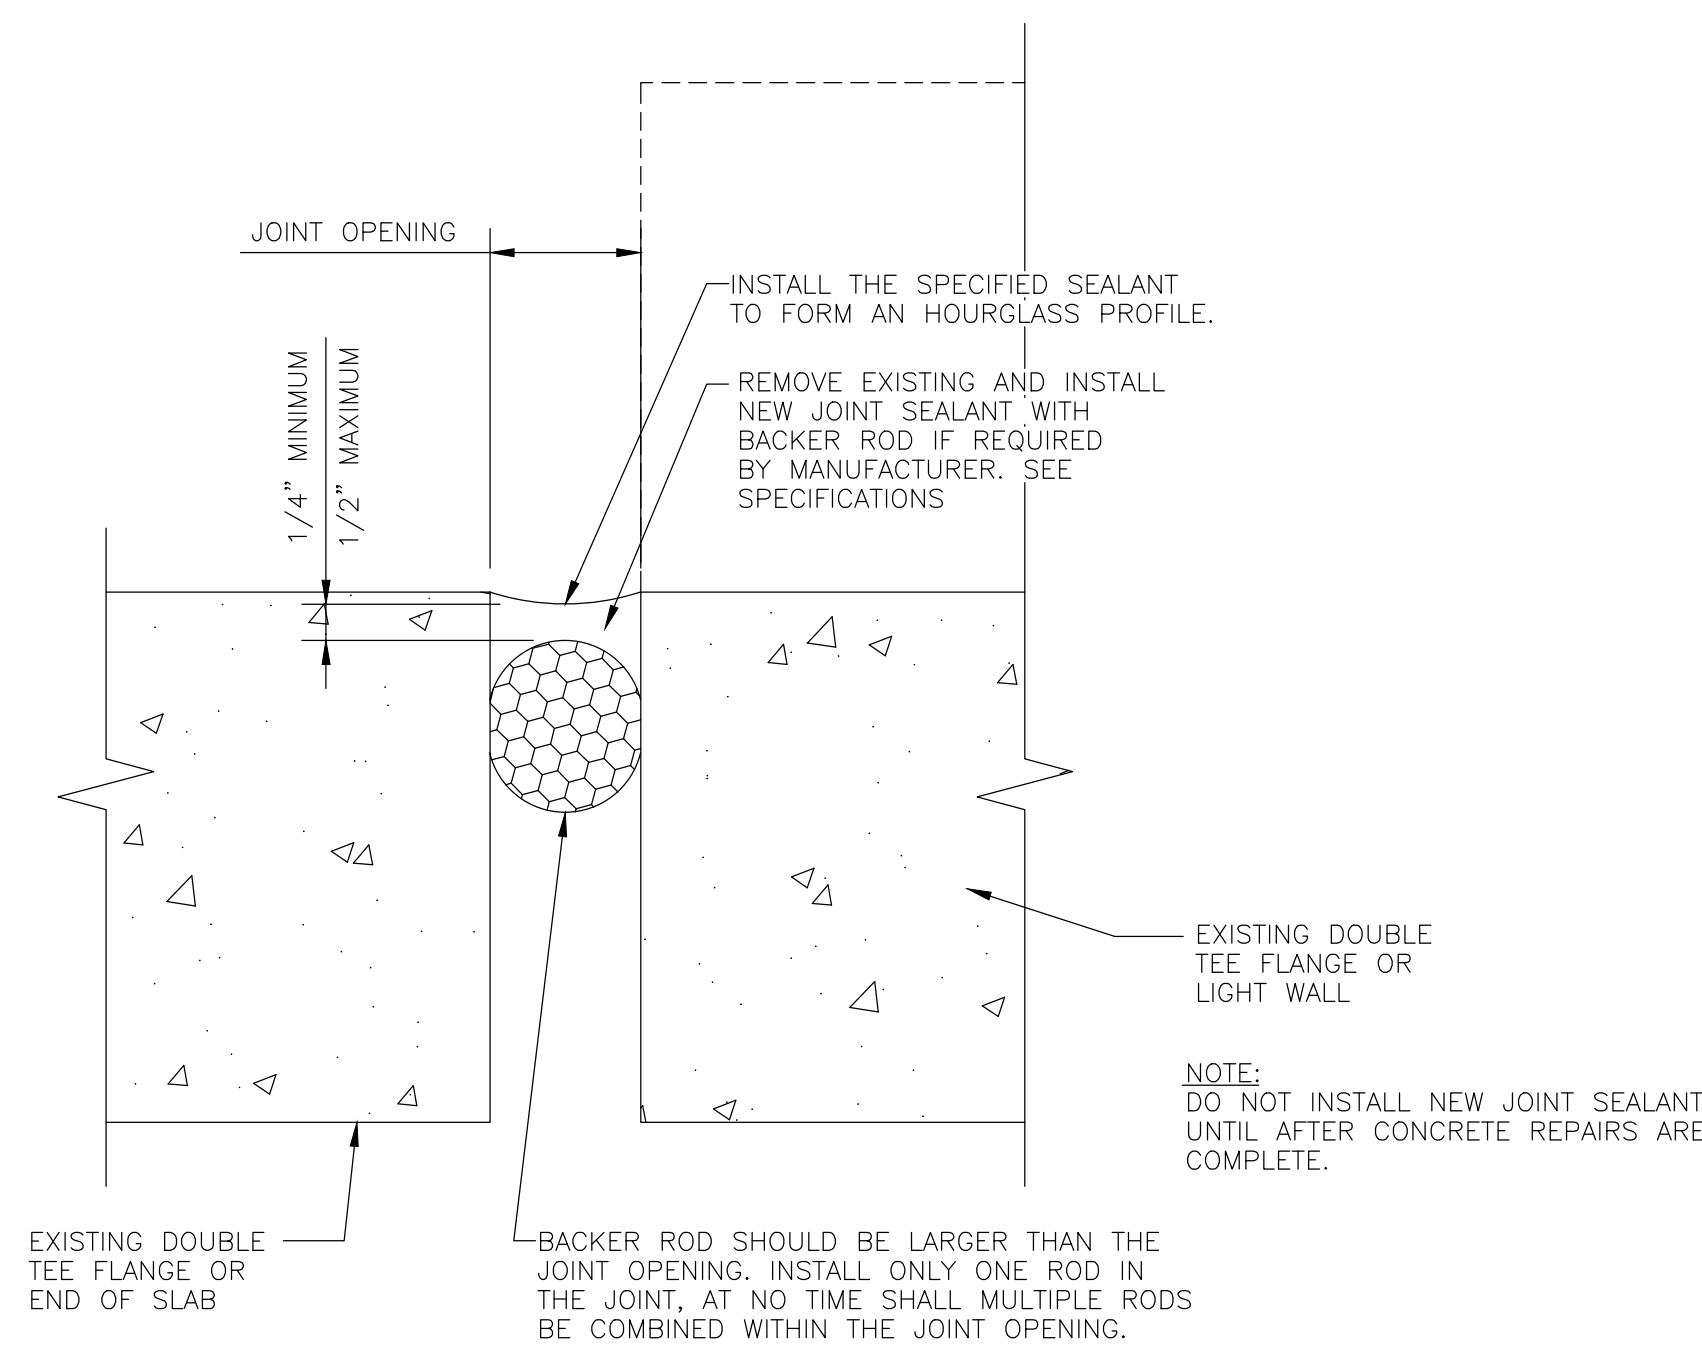 JOINT OPENING
INSTALL THE SPECIFIED SEALANT
TO FORM AN HOURGLASS PROFILE.
1/4" MINIMUM
1/2" MAXIMUM
REMOVE EXISTING AND INSTALL
NEW JOINT SEALANT WITH
BACKER ROD IF REQUIRED
BY MANUFACTURER. SEE
SPECIFICATIONS
EXISTING DOUBLE
TEE FLANGE OR
LIGHT WALL
NOTE:
DO NOT INSTALL NEW JOINT SEALANT
UNTIL AFTER CONCRETE REPAIRS ARE
COMPLETE.
EXISTING DOUBLE
TEE FLANGE OR
END OF SLAB
BACKER ROD SHOULD BE LARGER THAN THE
JOINT OPENING. INSTALL ONLY ONE ROD IN
THE JOINT, AT NO TIME SHALL MULTIPLE RODS
BE COMBINED WITHIN THE JOINT OPENING.